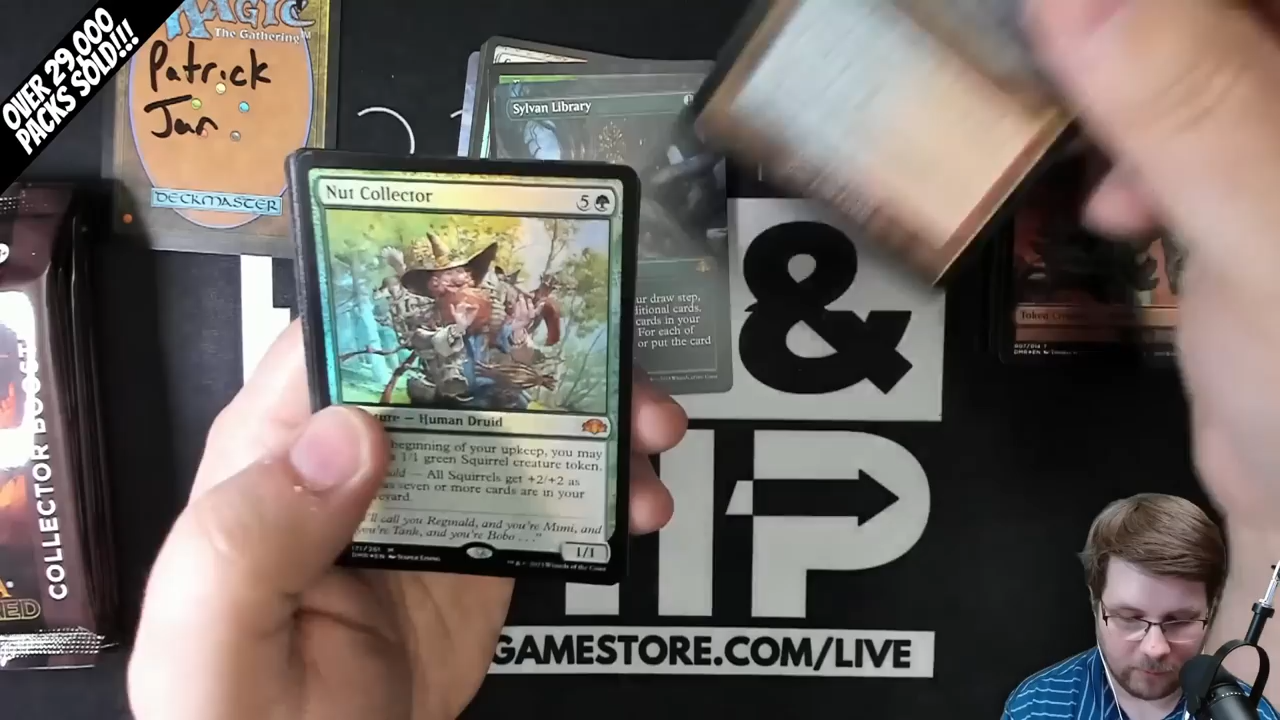 OVER 29,000
PACKS SOLD!!!
MAGIC
The Gathering
Patrick
Jan
DECKMASTER
COLLECTOR BOOST
ED
Sylvan Library
ur draw step,
ditional cards.
cards in your
For each of
or put the card
Nut Collector
5
Human Druid
beginning of your upkeep, you may
a 1/1 green Squirrel creature token.
old — All Squirrels get +2/+2 as
as seven or more cards are in your
eyard.
'll call you Reginald, and you're Mimi, and
you're Tank, and you're Bobo . . ."
1/1
Token
&
GAMESTORE.COM/LIVE